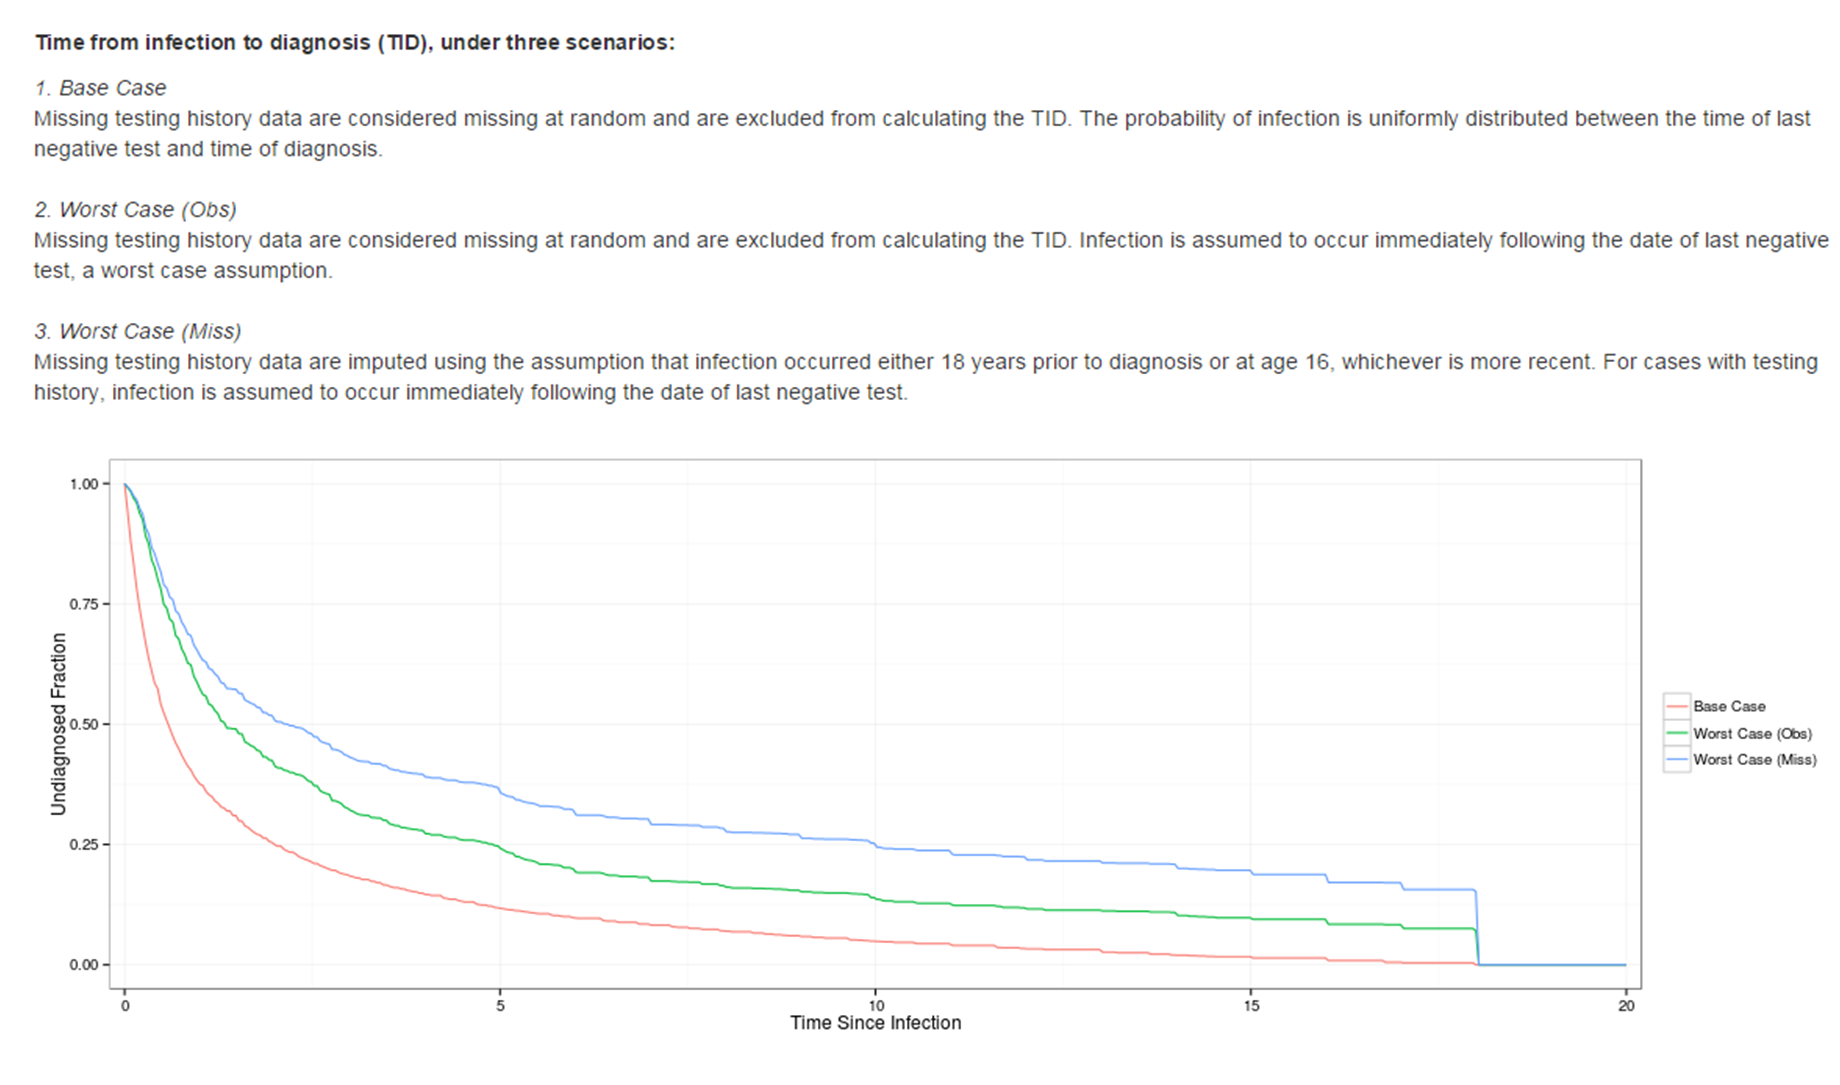 Time from infection to diagnosis (TID), under three scenarios:
1. Base Case
Missing testing history data are considered missing at random and are excluded from calculating the TID. The probability of infection is uniformly distributed between the time of last
negative test and time of diagnosis.
2. Worst Case (Obs)
Missing testing history data are considered missing at random and are excluded from calculating the TID. Infection is assumed to occur immediately following the date of last negative
test, a worst case assumption.
3. Worst Case (Miss)
Missing testing history data are imputed using the assumption that infection occurred either 18 years prior to diagnosis or at age 16, whichever is more recent. For cases with testing
history, infection is assumed to occur immediately following the date of last negative test.
1.00
0.75
0.50
0.25
0.00
Undiagnosed Fraction
0 5 10 15 20
Time Since Infection
Base Case
Worst Case (Obs)
Worst Case (Miss)